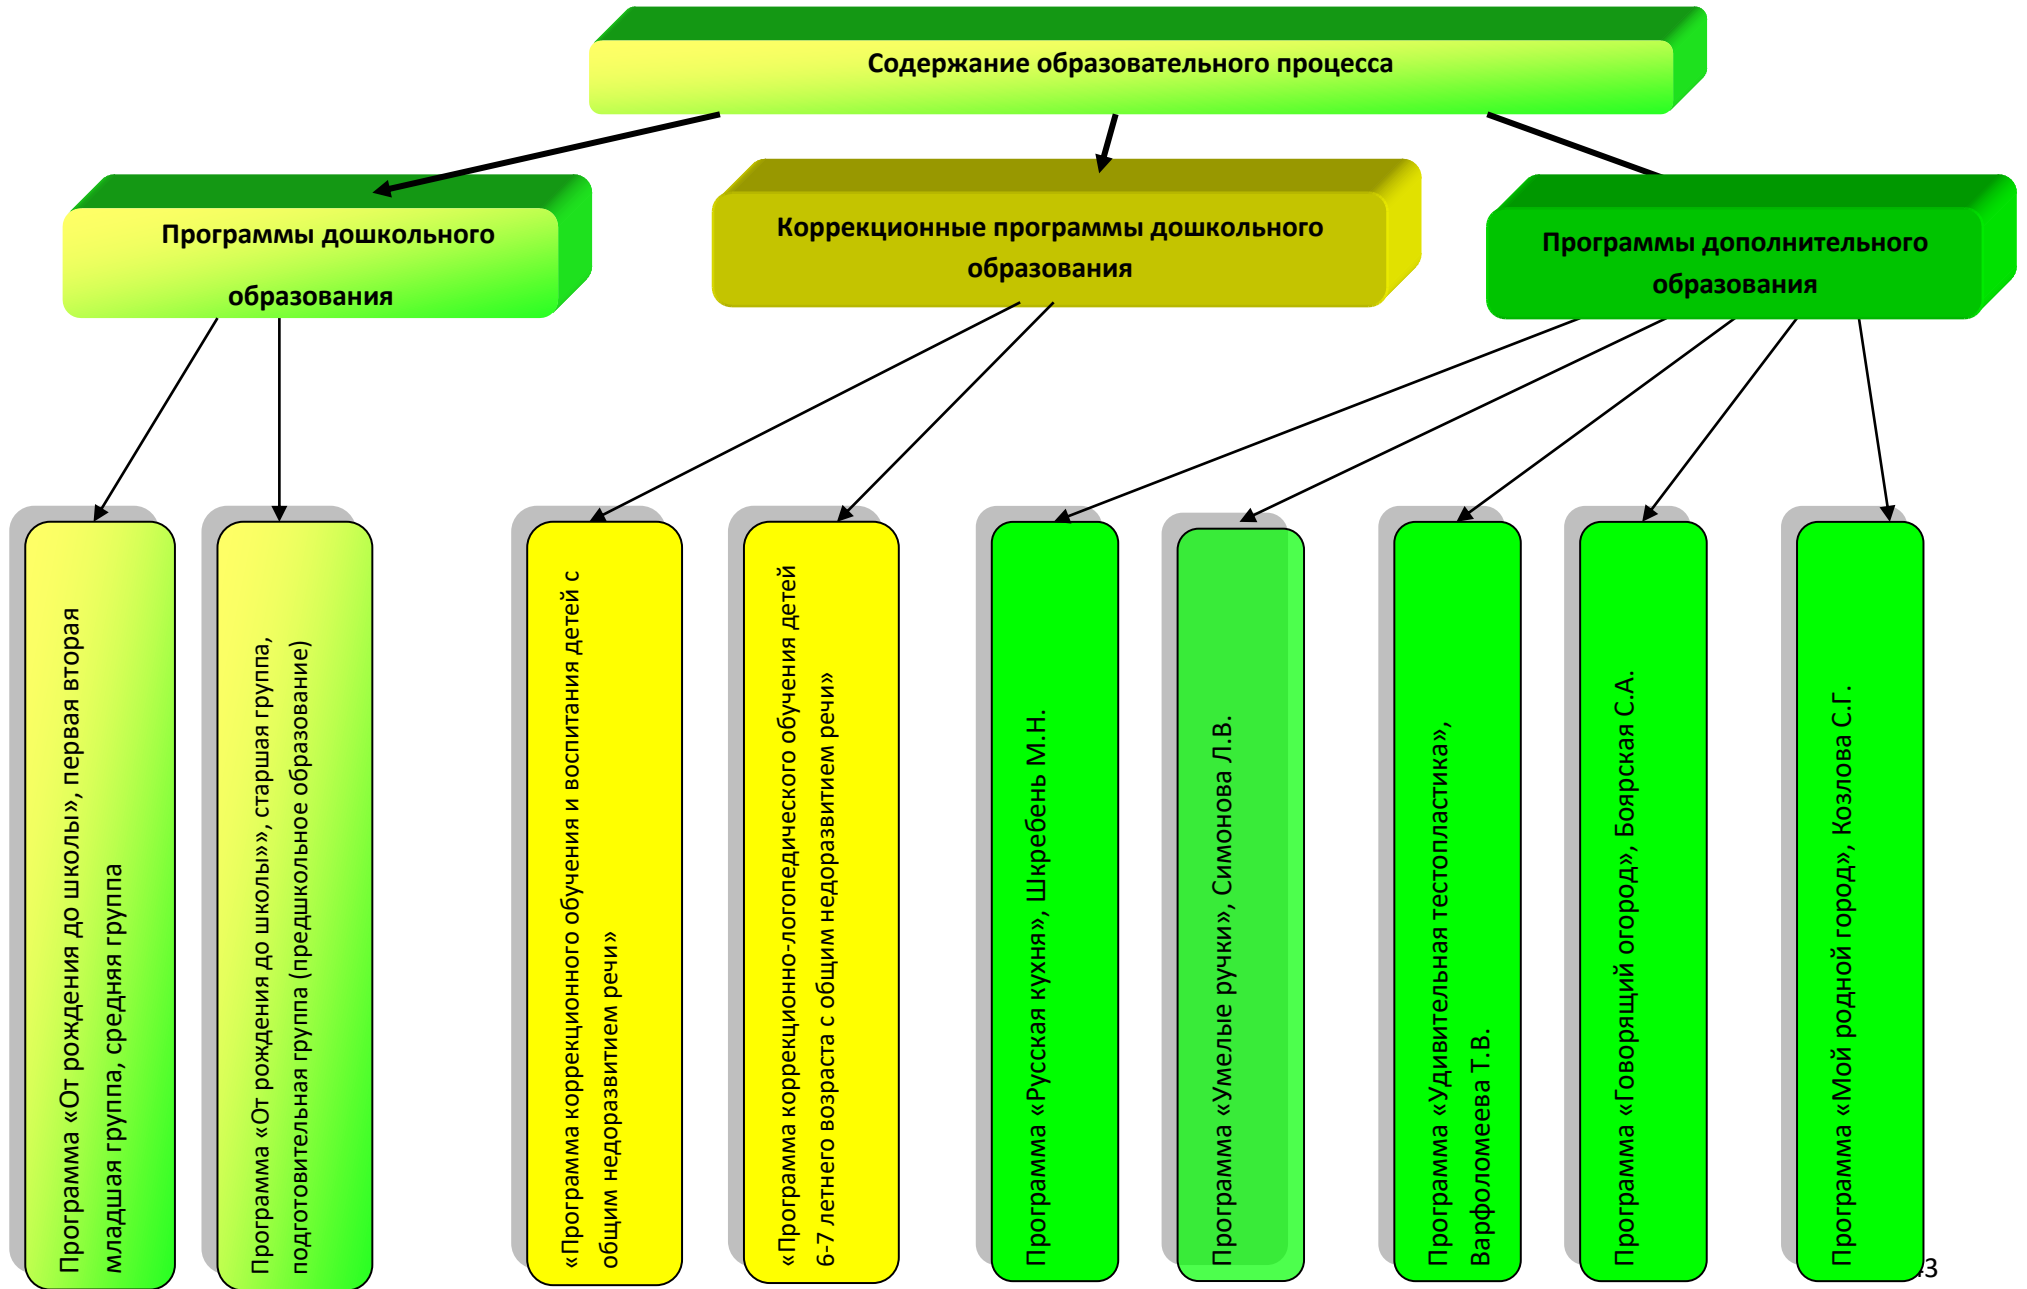 Содержание образовательного процесса
Программы дошкольного
образования
Коррекционные программы дошкольного
образования
Программы дополнительного
образования
Программа «От рождения до школы», первая вторая
младшая группа, средняя группа
Программа «От рождения до школы»», старшая группа,
подготовительная группа (предшкольное образование)
«Программа коррекционного обучения и воспитания детей с
общим недоразвитием речи»
«Прrограмма коррекционно-логопедического обучения детей
6-7 летнего возраста с общим недоразвитием речи»
Программа «Русская кухня», Шкребень М.Н.
Программа «Умелые ручки», Симонова Л.В.
Программа «Удивительная тестопластика»,
Варфоломеева Т.В.
Программа «Говорящий огород», Боярская С.А.
Программа «Мой родной город», Козлова С.Г.
43